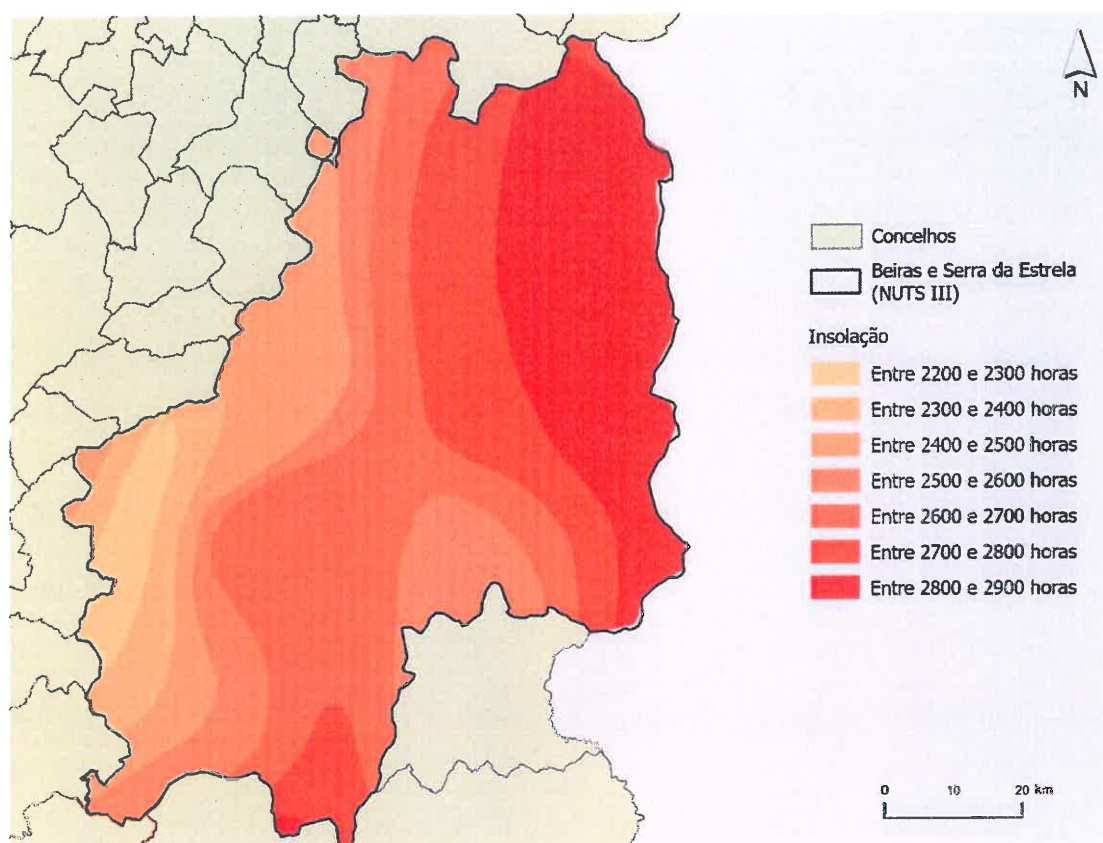 N
Concelhos
Beiras e Serra da Estrela
(NUTS III)
Insolação
Entre 2200 e 2300 horas
Entre 2300 e 2400 horas
Entre 2400 e 2500 horas
Entre 2500 e 2600 horas
Entre 2600 e 2700 horas
Entre 2700 e 2800 horas
Entre 2800 e 2900 horas
0 10 20 km